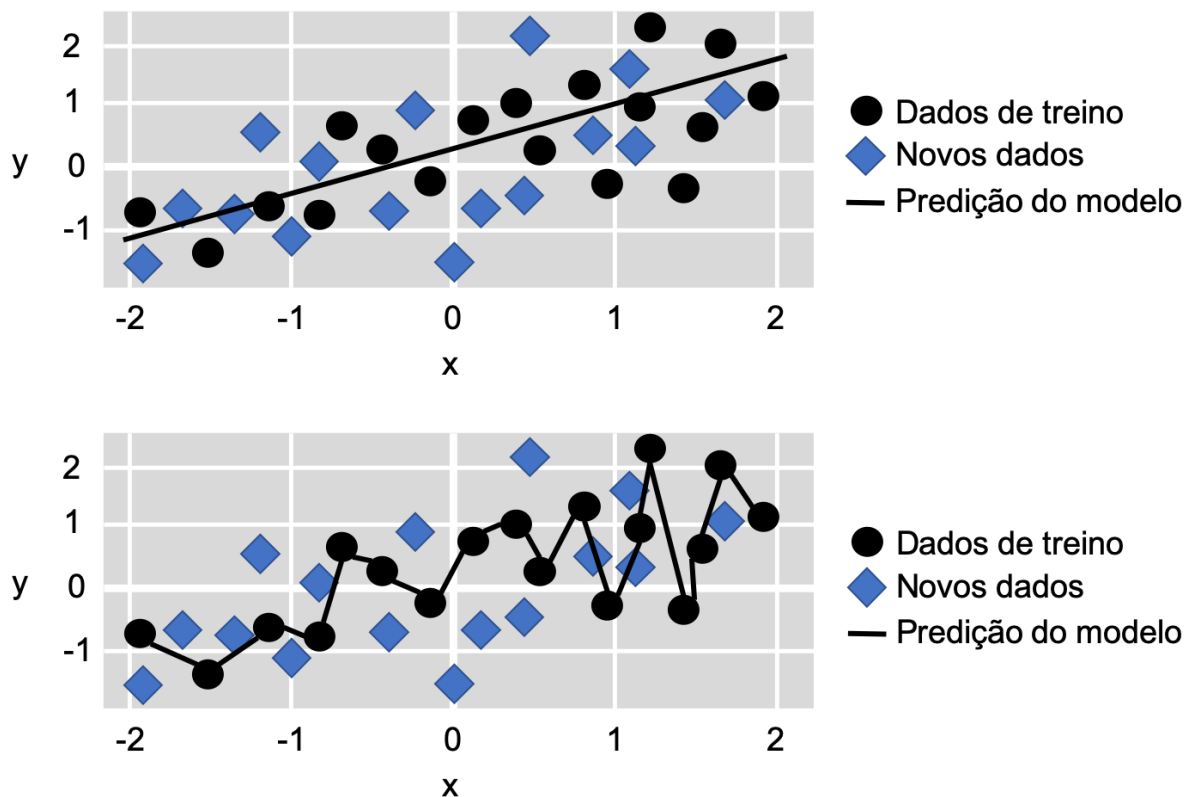 2
1
y
0
-1
-2 -1 0 1 2
x
Dados de treino
Novos dados
Predição do modelo
2
1
y
0
-1
-2 -1 0 1 2
x
Dados de treino
Novos dados
Predição do modelo